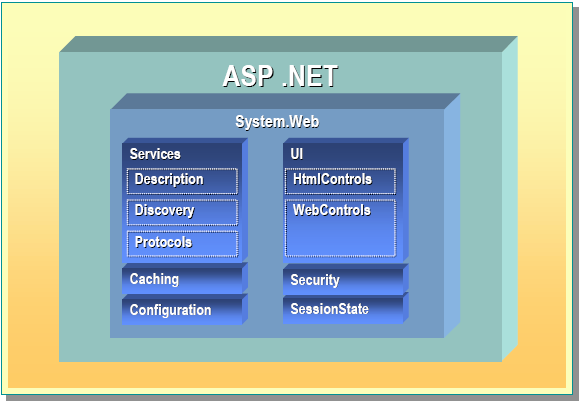 ASP .NET
System.Web
Services
Description
Discovery
Protocols
Caching
Configuration
UI
HtmlControls
WebControls
Security
SessionState